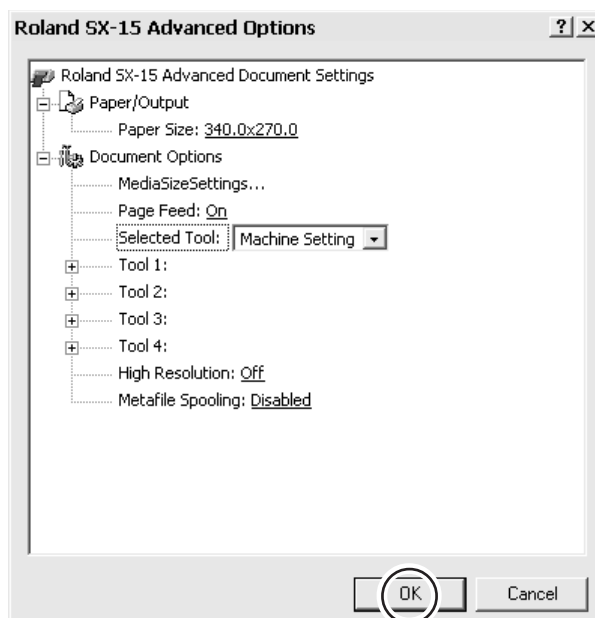 Roland SX-15 Advanced Options
Roland SX-15 Advanced Document Settings
Paper/Output
Paper Size: 340.0x270.0
Document Options
MediaSizeSettings...
Page Feed: On
Selected Tool: Machine Setting
Tool 1:
Tool 2:
Tool 3:
Tool 4:
High Resolution: Off
Metafile Spooling: Disabled
OK Cancel